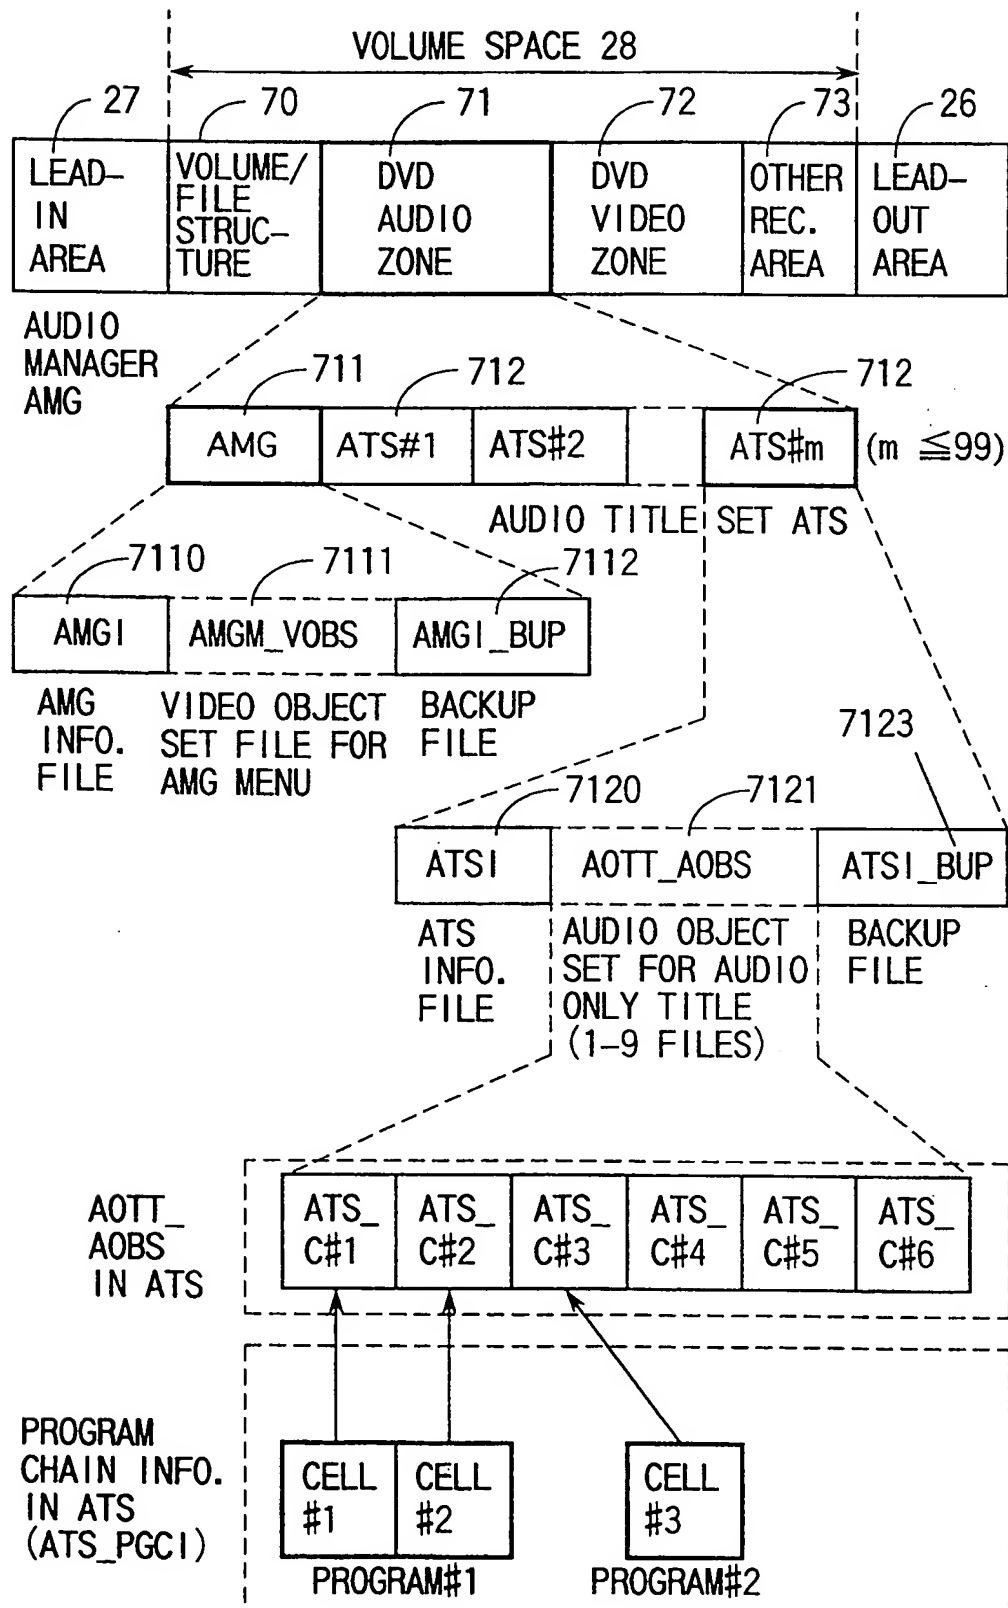 VOLUME SPACE 28
27
70
71
72
73
26
LEAD-
IN
AREA
VOLUME/
FILE
STRUC-
TURE
DVD
AUDIO
ZONE
DVD
VIDEO
ZONE
OTHER
REC.
AREA
LEAD-
OUT
AREA
AUDIO
MANAGER
AMG
711
712
712
AMG
ATS#1
ATS#2
ATS#m
(m ≦99)
AUDIO TITLE SET ATS
7110
7111
7112
AMGI
AMGM_VOBS
AMGI_BUP
AMG
INFO.
FILE
VIDEO OBJECT
SET FILE FOR
AMG MENU
BACKUP
FILE
7123
7120
7121
ATSI
AOTT_AOBS
ATSI_BUP
ATS
INFO.
FILE
AUDIO OBJECT
SET FOR AUDIO
ONLY TITLE
(1-9 FILES)
BACKUP
FILE
AOTT_
AOBS
IN ATS
ATS_
C#1
ATS_
C#2
ATS_
C#3
ATS_
C#4
ATS_
C#5
ATS_
C#6
PROGRAM
CHAIN INFO.
IN ATS
(ATS_PGCI)
CELL
#1
CELL
#2
CELL
#3
PROGRAM#1
PROGRAM#2